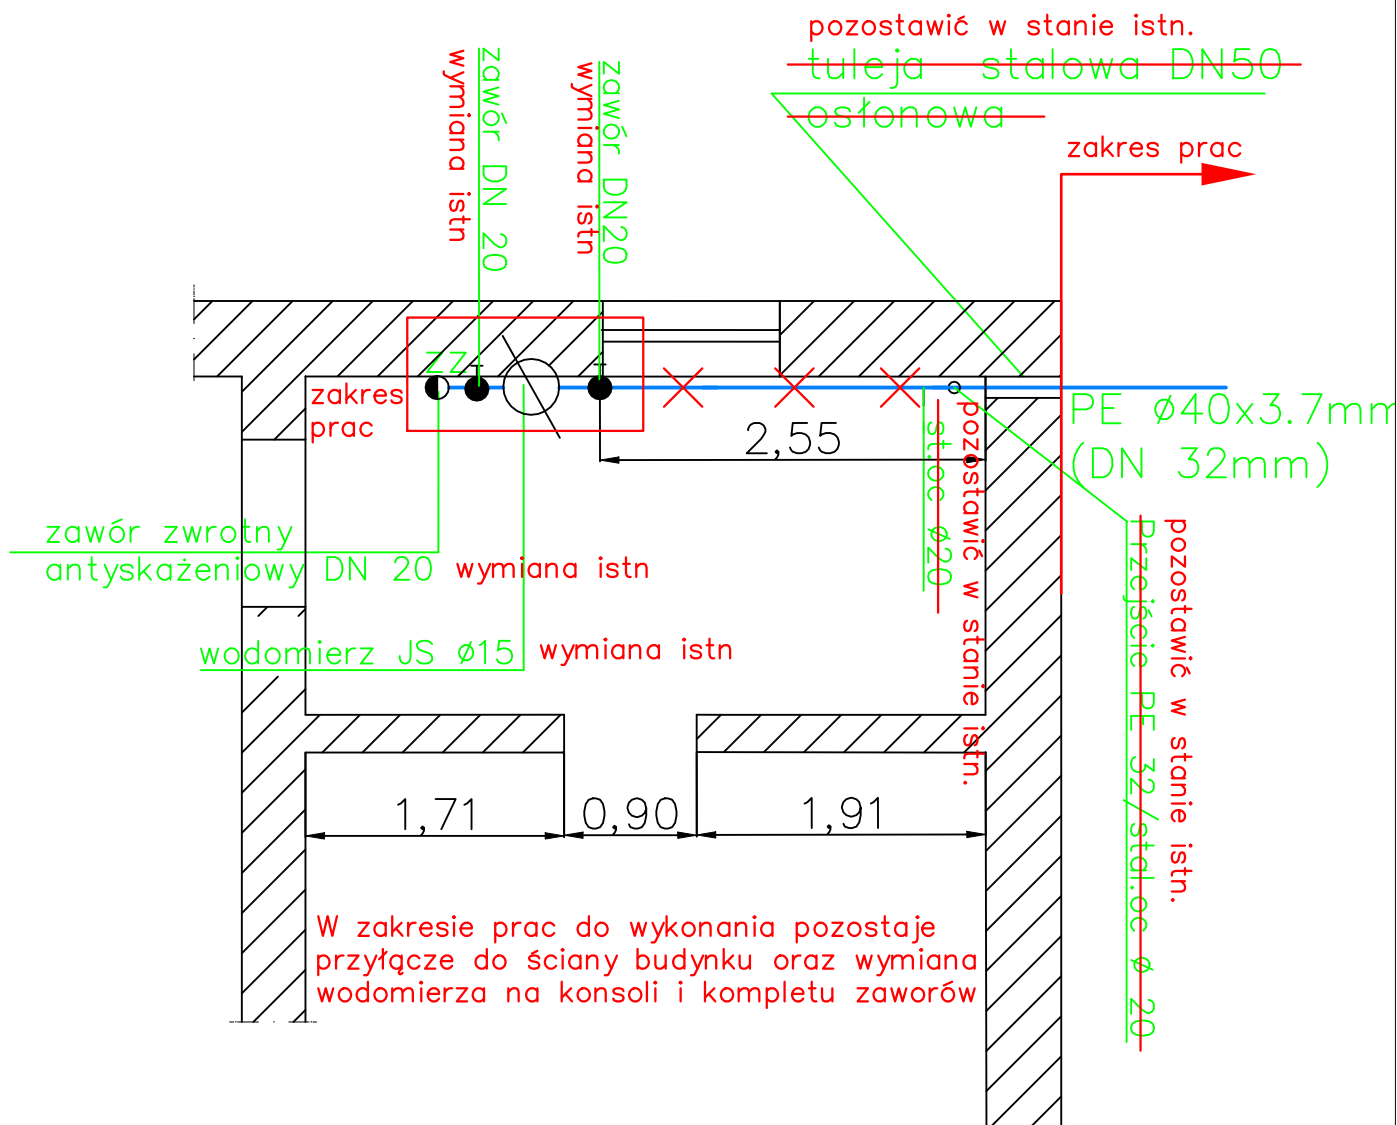 pozostawić w stanie istn.
tuleja stalowa DN50
osłonowa
zakres prac
zawór DN 20
wymiana istn
zawór DN20
wymiana istn
ZZ
zakres
prac
2,55
PE ø40x3.7mm
(DN 32mm)
st.oc ø20
pozostawić w stanie istn.
zawór zwrotny
antyskażeniowy DN 20
wymiana istn
wodomierz JS ø15
wymiana istn
Przejście PE 32/stal.oc ø 20
pozostawić w stanie istn.
1,71
0,90
1,91
W zakresie prac do wykonania pozostaje
przyłącze do ściany budynku oraz wymiana
wodomierza na konsoli i kompletu zaworów